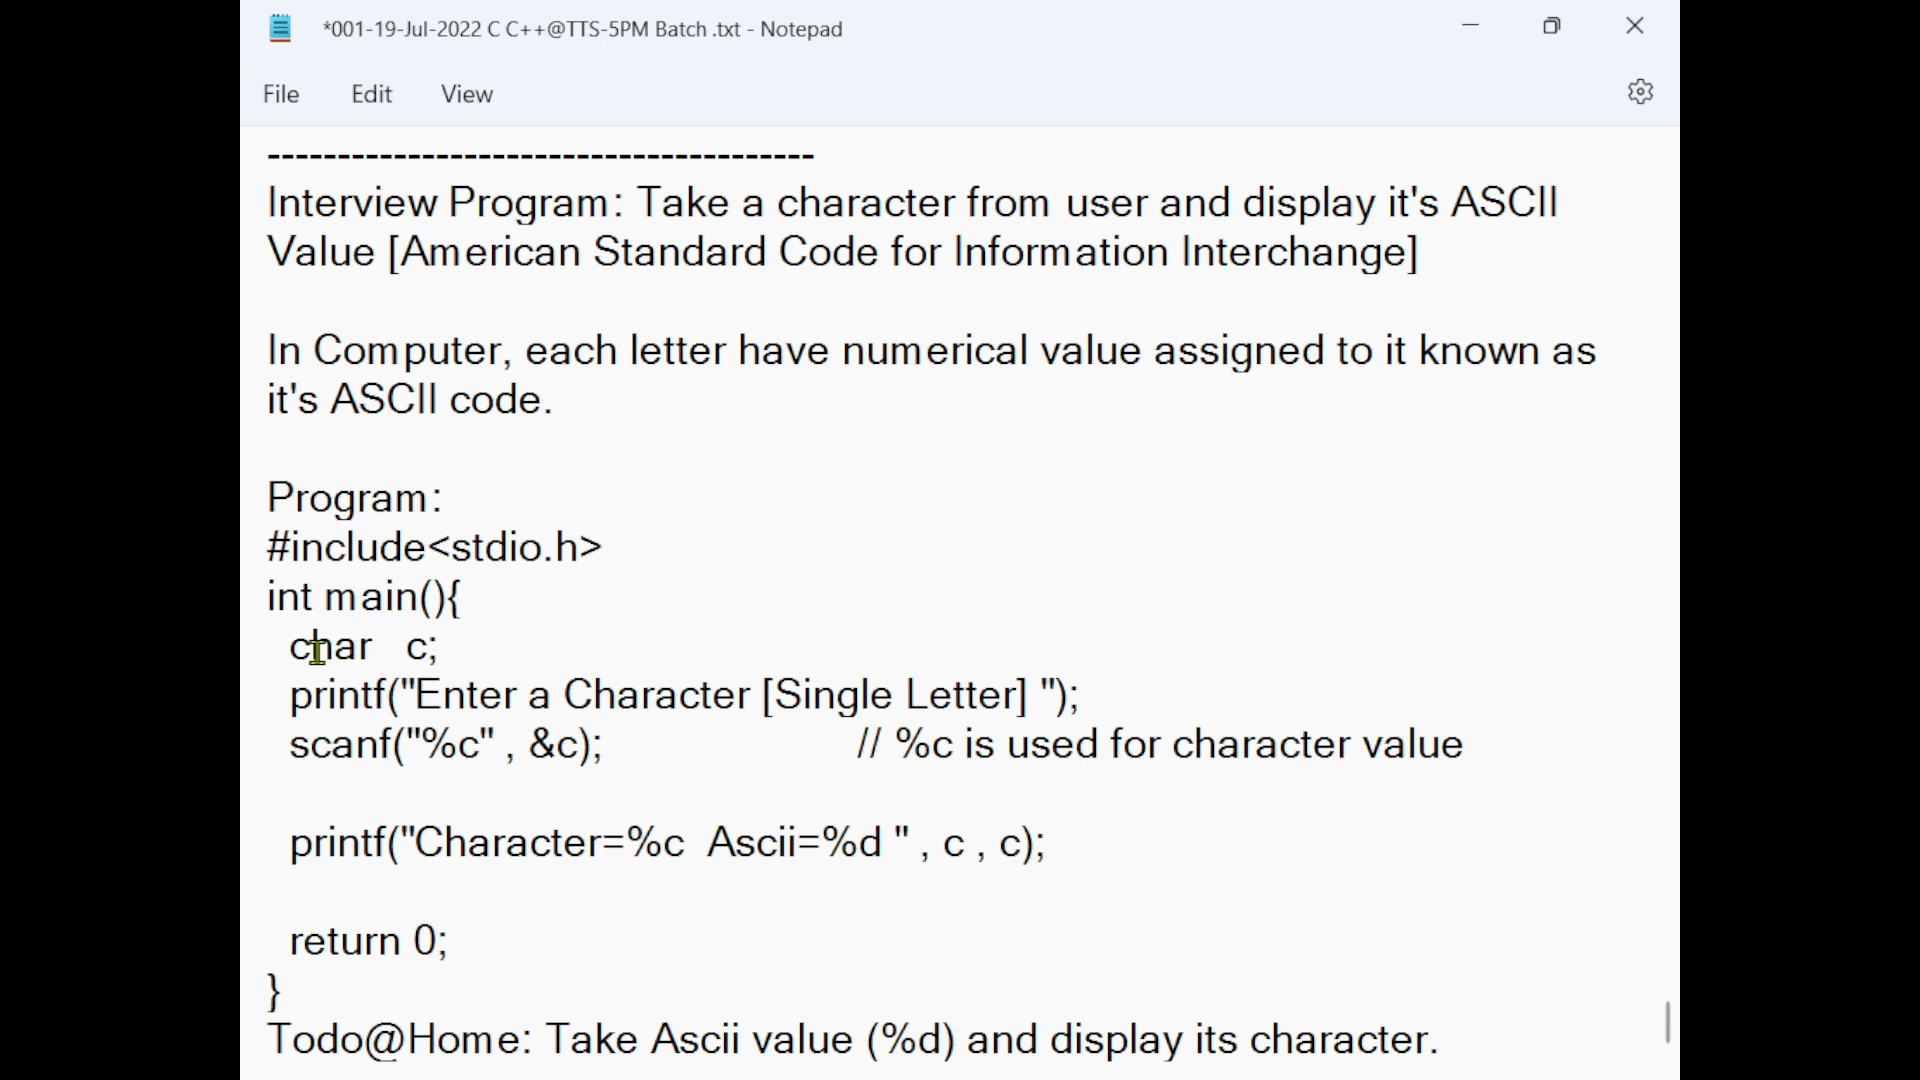 *001-19-Jul-2022 C C++@TTS-5PM Batch .txt - Notepad
File Edit View
---------------------------------------
Interview Program: Take a character from user and display it's ASCII
Value [American Standard Code for Information Interchange]
In Computer, each letter have numerical value assigned to it known as
it's ASCII code.
Program:
#include<stdio.h>
int main(){
char c;
printf("Enter a Character [Single Letter] ");
scanf("%c" , &c); // %c is used for character value
printf("Character=%c Ascii=%d " , c , c);
return 0;
}
Todo@Home: Take Ascii value (%d) and display its character.